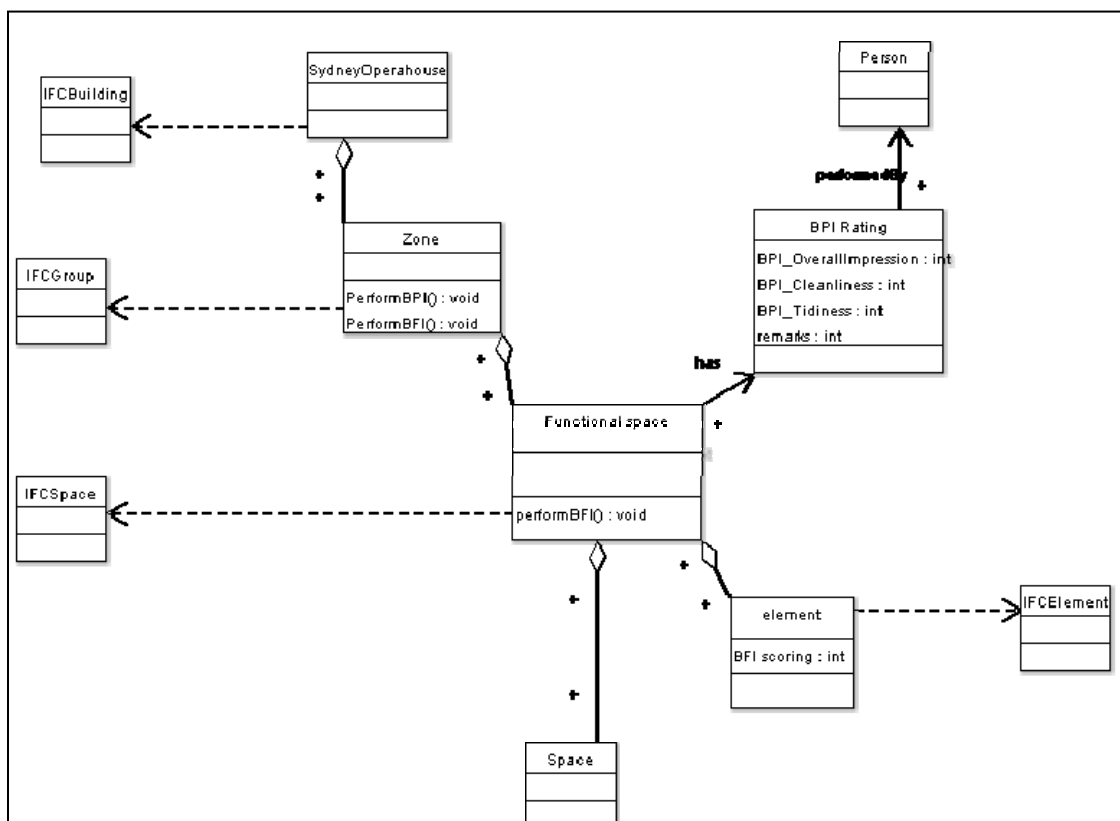 SydneyOperahouse
IFCBuilding
Person
performedBy
*
*
*
BPI Rating
BPI_OverallImpression : int
BPI_Cleanliness : int
BPI_Tidiness : int
remarks : int
Zone
PerformBPI() : void
PerformBFI() : void
IFCGroup
*
*
has
*
Functional space
performBFI() : void
IFCSpace
*
*
*
*
element
BFI scoring : int
IFCElement
Space